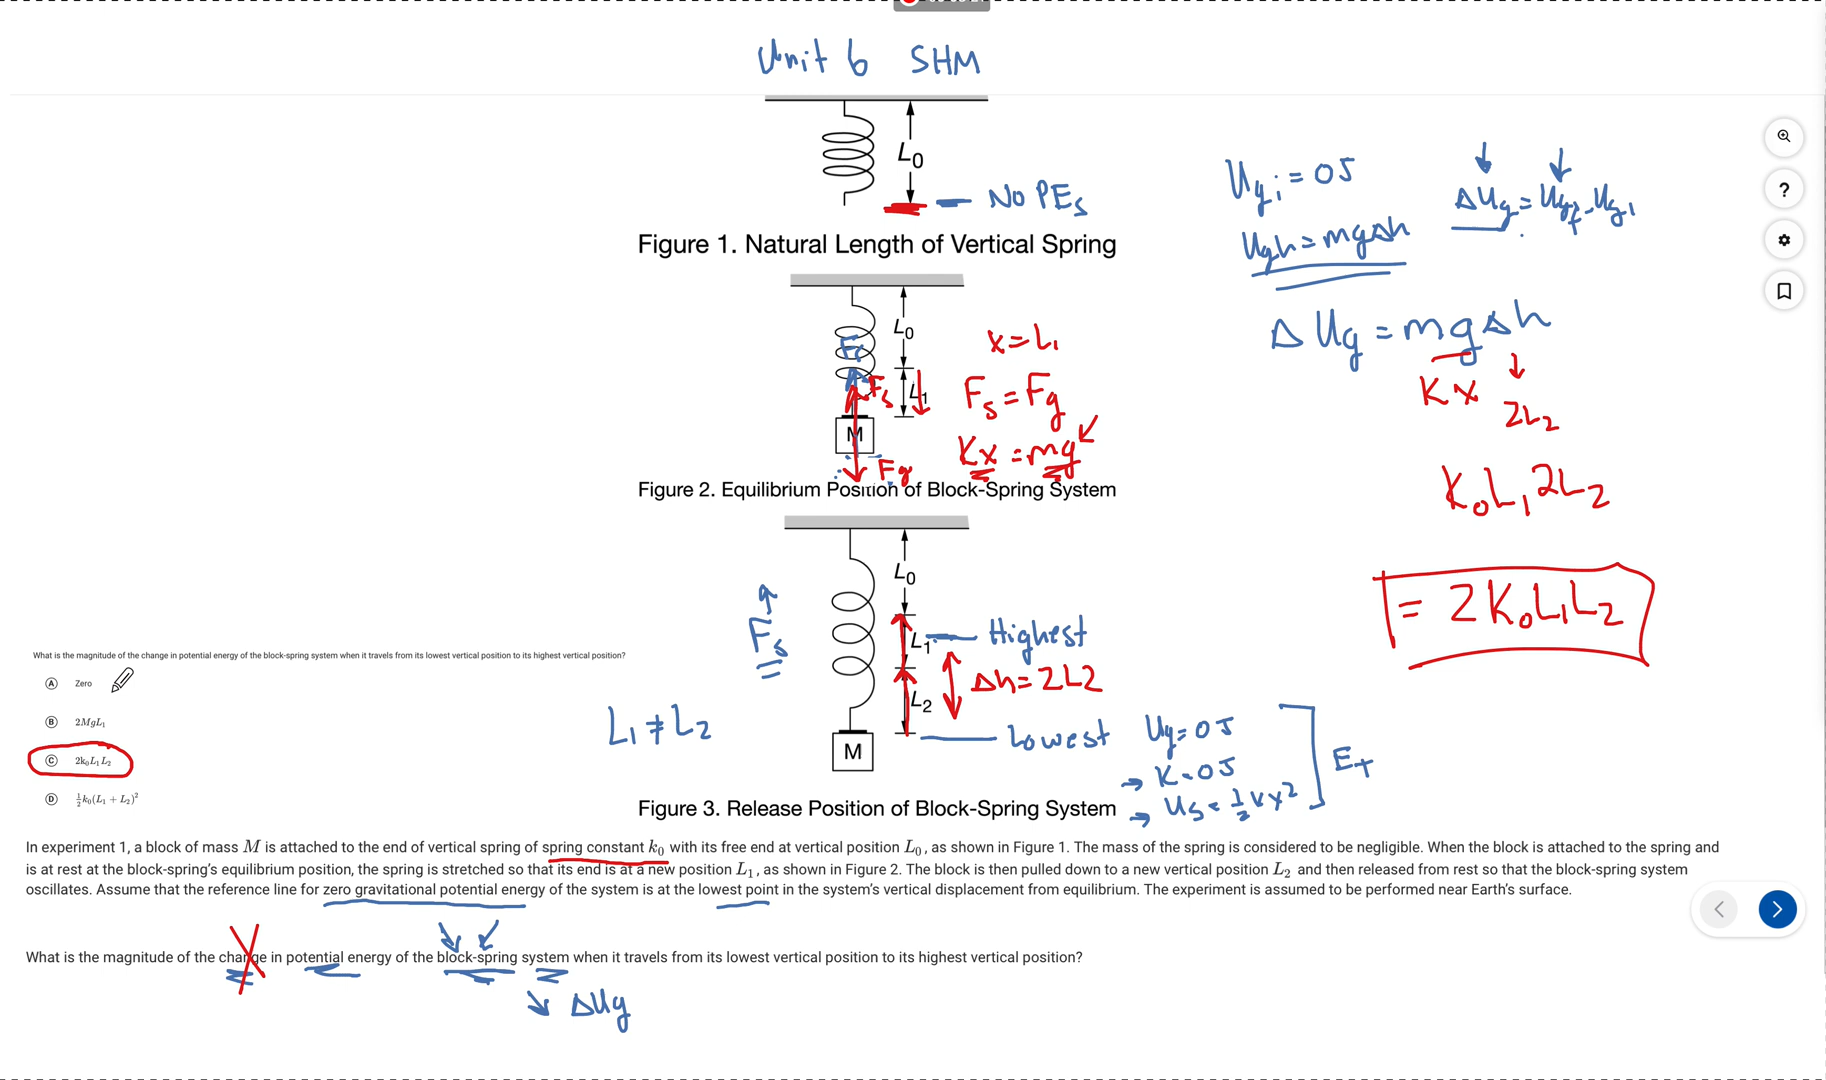 Unit 6 SHM
L₀
No PEs
Figure 1. Natural Length of Vertical Spring
Ugi = 0J
Ugh = mgΔh
ΔUg = Ugf - Ugi
ΔUg = mgΔh
Kx
2L2
K₀L₁2L2
= 2K₀L₁L2
L₀
L₁
Fs
M
Fg
x = L₁
Fs = Fg
Kx = mg
Figure 2. Equilibrium Position of Block-Spring System
L₀
L₁
L₂
M
Fs
Highest
Δh = 2L2
Lowest
L₁ ≠ L2
Ug = 0J
K = 0J
Us = ½kx²
ET
Figure 3. Release Position of Block-Spring System
What is the magnitude of the change in potential energy of the block-spring system when it travels from its lowest vertical position to its highest vertical position?
A Zero
B 2MgL₁
C 2k₀L₁L₂
D ½k₀(L₁ + L₂)²
In experiment 1, a block of mass M is attached to the end of vertical spring of spring constant k₀ with its free end at vertical position L₀, as shown in Figure 1. The mass of the spring is considered to be negligible. When the block is attached to the spring and
is at rest at the block-spring's equilibrium position, the spring is stretched so that its end is at a new position L₁, as shown in Figure 2. The block is then pulled down to a new vertical position L₂ and then released from rest so that the block-spring system
oscillates. Assume that the reference line for zero gravitational potential energy of the system is at the lowest point in the system's vertical displacement from equilibrium. The experiment is assumed to be performed near Earth's surface.
What is the magnitude of the change in potential energy of the block-spring system when it travels from its lowest vertical position to its highest vertical position?
ΔUg